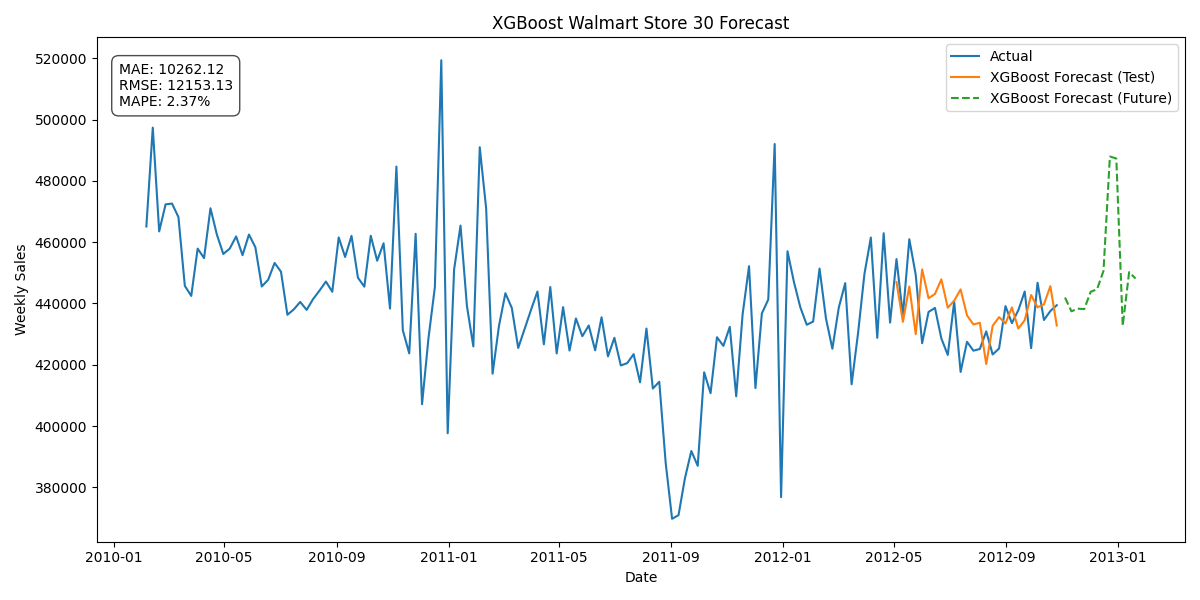 XGBoost Walmart Store 30 Forecast
MAE: 10262.12
RMSE: 12153.13
MAPE: 2.37%
Actual
XGBoost Forecast (Test)
XGBoost Forecast (Future)
Weekly Sales
520000
500000
480000
460000
440000
420000
400000
380000
2010-01 2010-05 2010-09 2011-01 2011-05 2011-09 2012-01 2012-05 2012-09 2013-01
Date